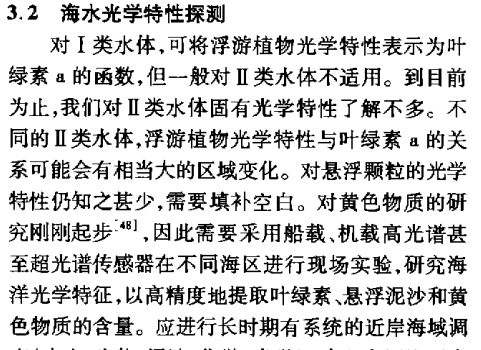 3.2 海水光学特性探测
对Ⅰ类水体,可将浮游植物光学特性表示为叶
绿素 a 的函数,但一般对Ⅱ类水体不适用。到目前
为止,我们对Ⅱ类水体固有光学特性了解不多。不
同的Ⅱ类水体,浮游植物光学特性与叶绿素 a 的关
系可能会有相当大的区域变化。对悬浮颗粒的光学
特性仍知之甚少,需要填补空白。对黄色物质的研
究刚刚起步[48],因此需要采用船载、机载高光谱甚
至超光谱传感器在不同海区进行现场实验,研究海
洋光学特征,以高精度地提取叶绿素、悬浮泥沙和黄
色物质的含量。应进行长时期有系统的近岸海域调